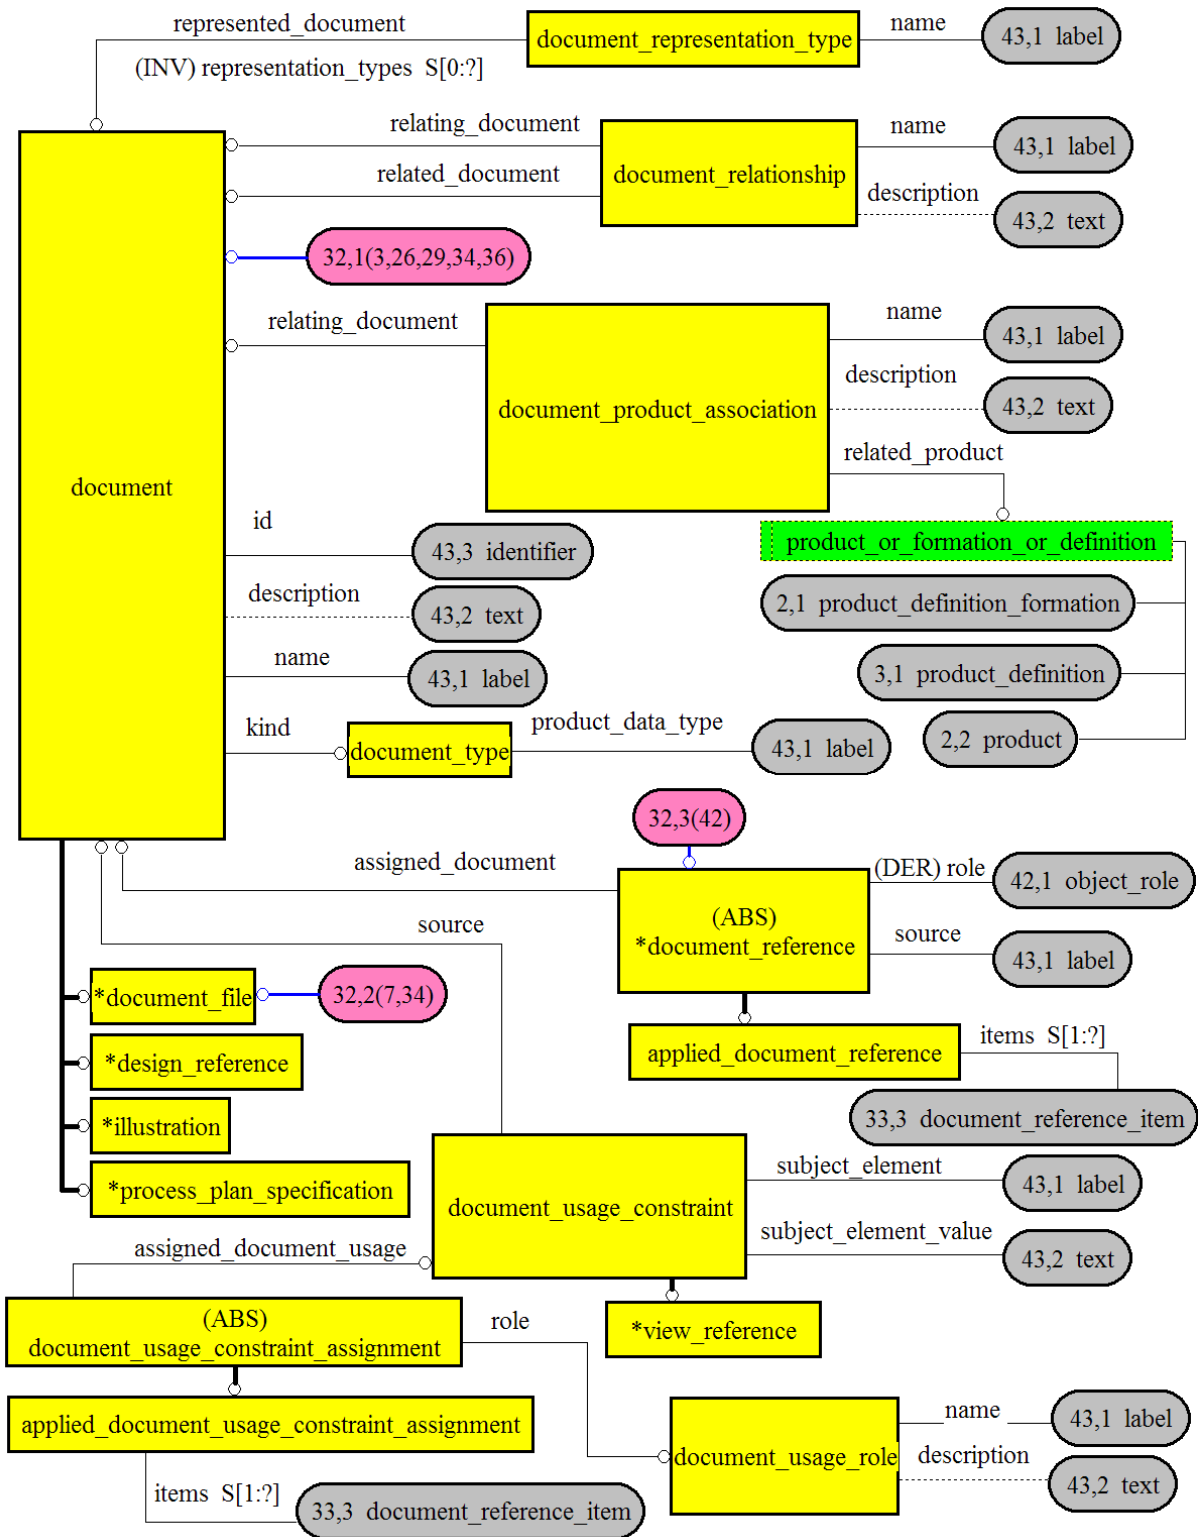 represented_document
document_representation_type
name
43,1 label
(INV) representation_types S[0:?]
relating_document
document_relationship
name
43,1 label
related_document
description
43,2 text
32,1(3,26,29,34,36)
relating_document
document_product_association
name
43,1 label
description
43,2 text
related_product
document
product_or_formation_or_definition
id
43,3 identifier
description
43,2 text
2,1 product_definition_formation
name
43,1 label
3,1 product_definition
kind
document_type
product_data_type
43,1 label
2,2 product
32,3(42)
assigned_document
(ABS)
*document_reference
(DER) role
42,1 object_role
source
source
43,1 label
*document_file
32,2(7,34)
*design_reference
applied_document_reference
items S[1:?]
*illustration
33,3 document_reference_item
*process_plan_specification
document_usage_constraint
subject_element
43,1 label
subject_element_value
43,2 text
assigned_document_usage
(ABS)
document_usage_constraint_assignment
role
*view_reference
applied_document_usage_constraint_assignment
document_usage_role
name
43,1 label
description
43,2 text
items S[1:?]
33,3 document_reference_item